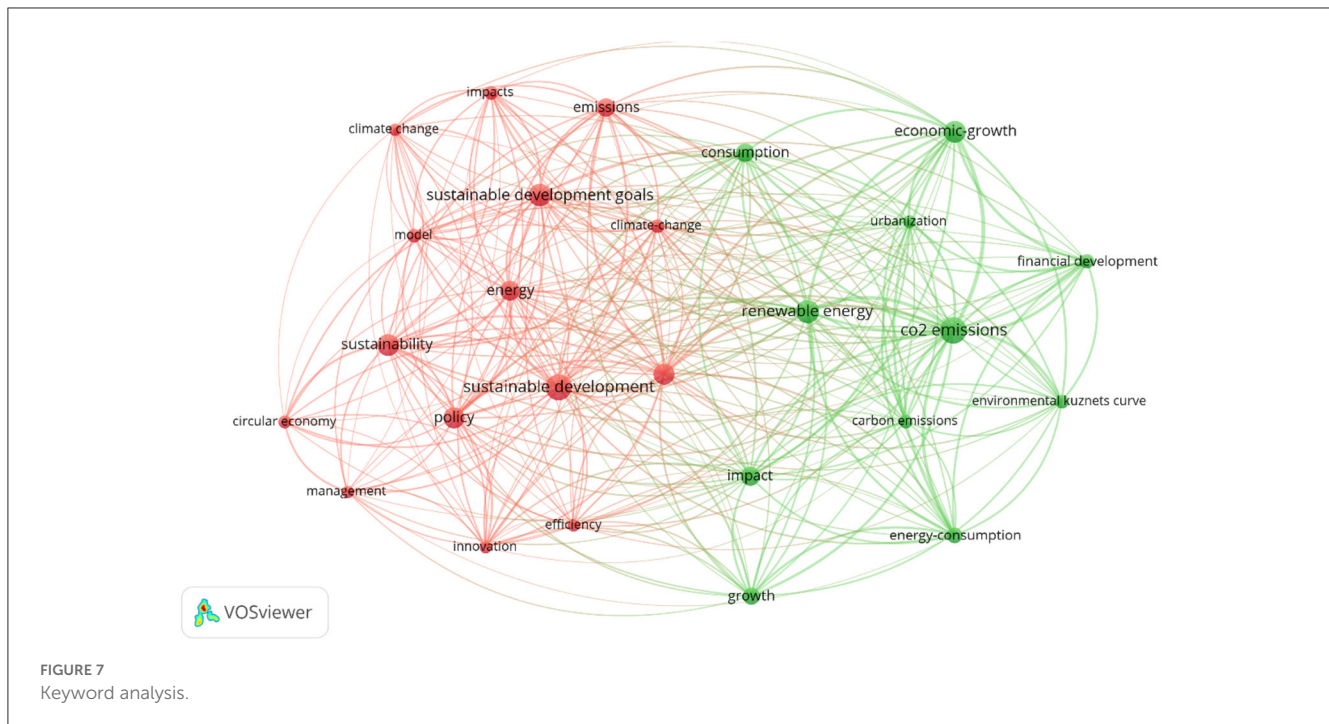 impacts
emissions
climate change
economic-growth
consumption
sustainable development goals
climate-change
urbanization
model
financial development
energy
renewable energy
co2 emissions
sustainability
sustainable development
environmental kuznets curve
policy
circular economy
carbon emissions
impact
management
efficiency
energy-consumption
innovation
growth
VOSviewer
FIGURE 7
Keyword analysis.